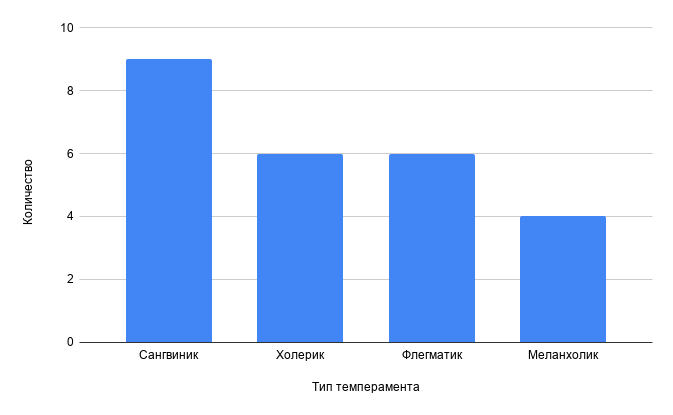 10
8
6
4
2
0
Количество
Сангвиник
Холерик
Флегматик
Меланхолик
Тип темперамента